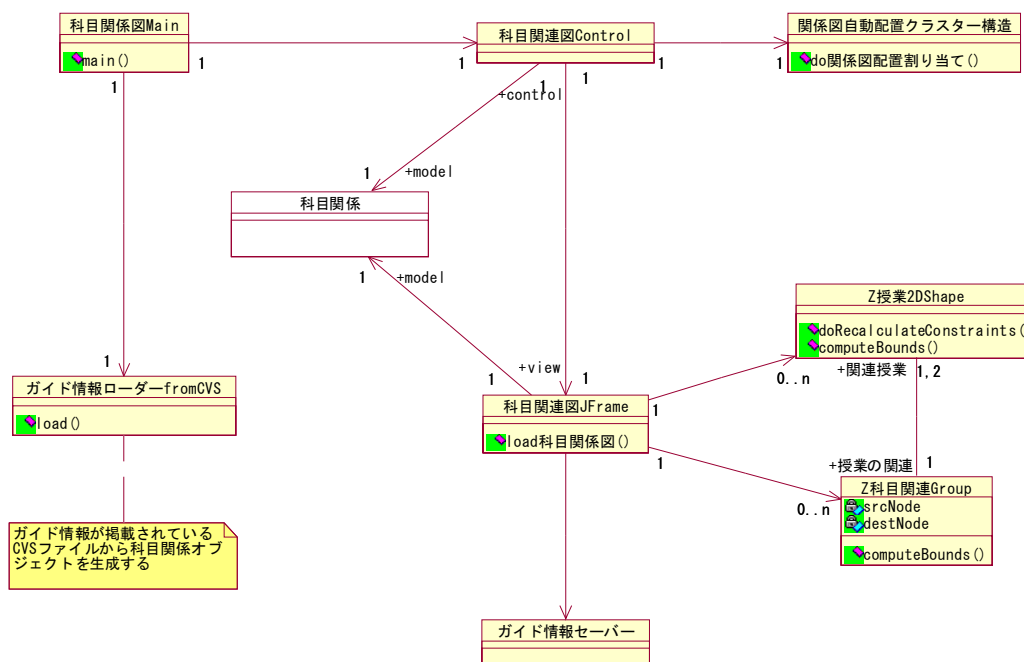 科目関係図Main
main()
1
1
1
科目関連図Control
1
1
1
+control
1
関係図自動配置クラスター構造
do関係図配置割り当て()
1
1
+model
科目関係
1
+model
1
+view
1
科目関連図JFrame
load科目関係図()
1
1
Z授業2DShape
doRecalculateConstraints(
computeBounds()
0..n
+関連授業
1,2
+授業の関連
1
0..n
Z科目関連Group
srcNode
destNode
computeBounds()
ガイド情報ローダーfromCVS
load()
ガイド情報が掲載されている
CVSファイルから科目関係オブ
ジェクトを生成する
ガイド情報セーバー